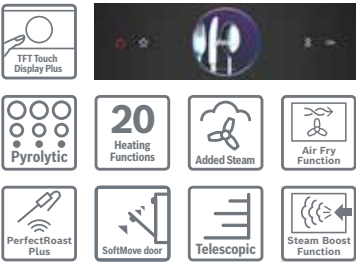 TFT Touch
Display Plus
Pyrolytic
20
Heating
Functions
Added Steam
Air Fry
Function
PerfectRoast
Plus
SoftMove door
Telescopic
Steam Boost
Function